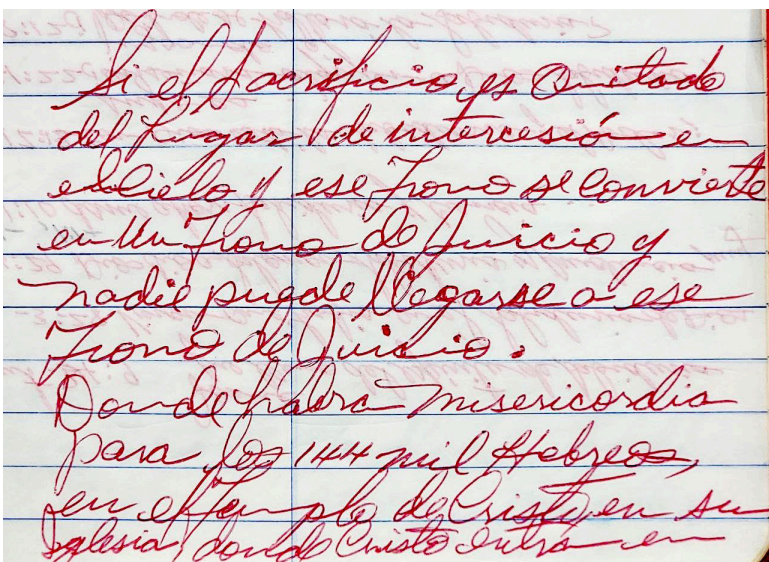 Si el Sacrificio, es Quitado
del Lugar de intercesión en
el Cielo y ese Trono se Convierte
en Un Trono de Juicio y
nadie puede llegarse a ese
Trono de Juicio.
Donde habra Misericordia
para los 144 mil Hebreos,
en el Templo de Cristo, en su
Iglesia, donde Cristo entra en